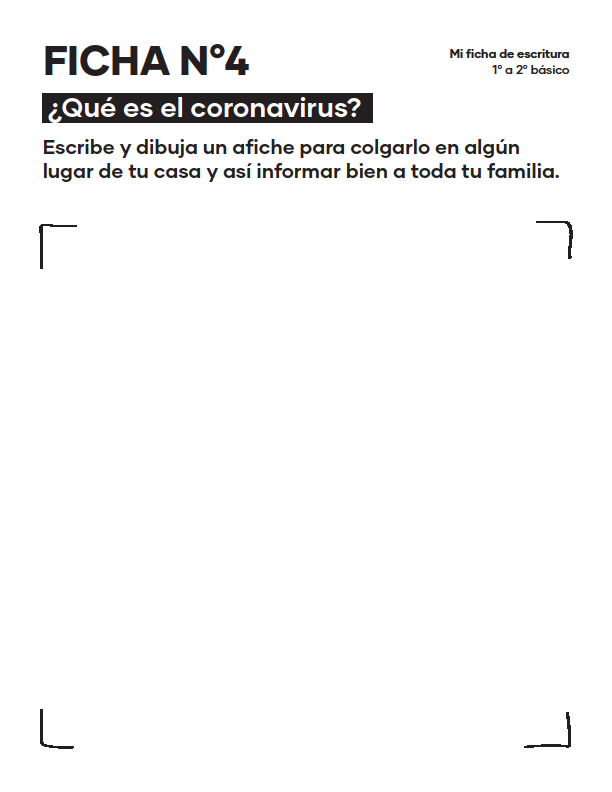 FICHA N°4
Mi ficha de escritura
1° a 2° básico
¿Qué es el coronavirus?
Escribe y dibuja un afiche para colgarlo en algún
lugar de tu casa y así informar bien a toda tu familia.